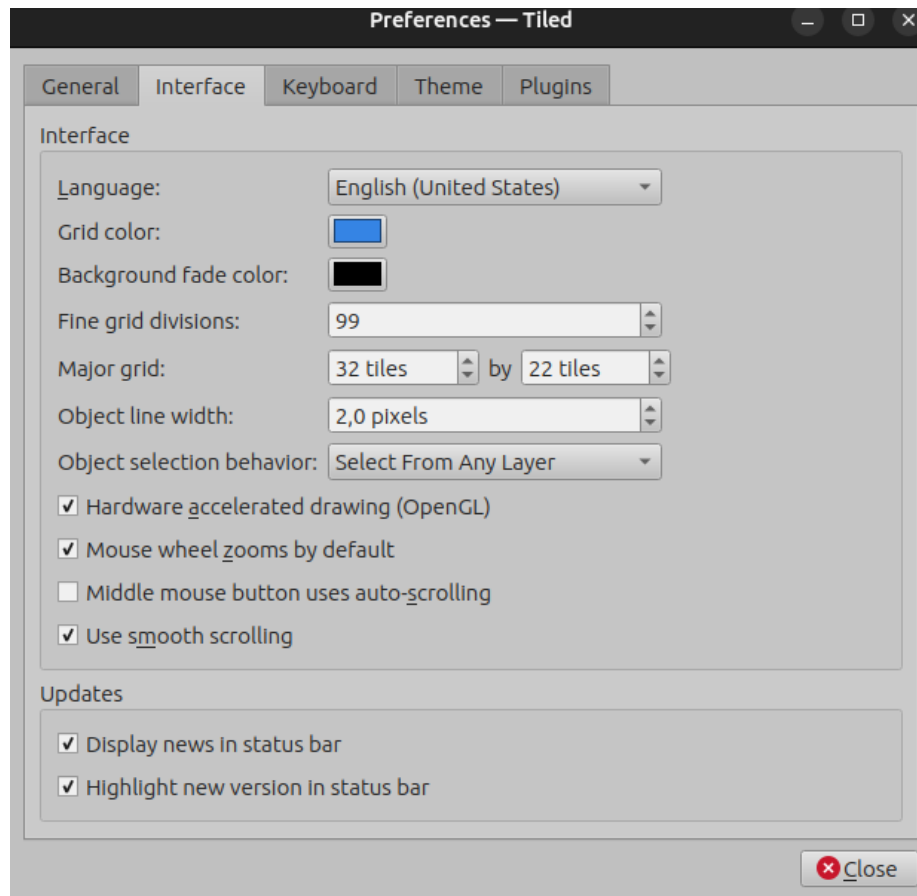 Preferences — Tiled
General Interface Keyboard Theme Plugins
Interface
Language: English (United States)
Grid color:
Background fade color:
Fine grid divisions: 99
Major grid: 32 tiles by 22 tiles
Object line width: 2,0 pixels
Object selection behavior: Select From Any Layer
Hardware accelerated drawing (OpenGL)
Mouse wheel zooms by default
Middle mouse button uses auto-scrolling
Use smooth scrolling
Updates
Display news in status bar
Highlight new version in status bar
Close